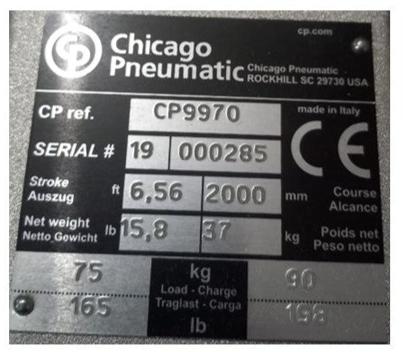 cp.com
CP Chicago Pneumatic
Chicago Pneumatic
ROCKHILL SC 29730 USA
CP ref. CP9970 made in Italy
SERIAL # 19 000285 CE
Stroke
Auszug ft 6,56 2000 mm Course
Alcance
Net weight
Netto Gewicht lb 15,8 37 kg Poids net
Peso netto
75 kg 90
Load - Charge
Traglast - Carga
165 lb 198